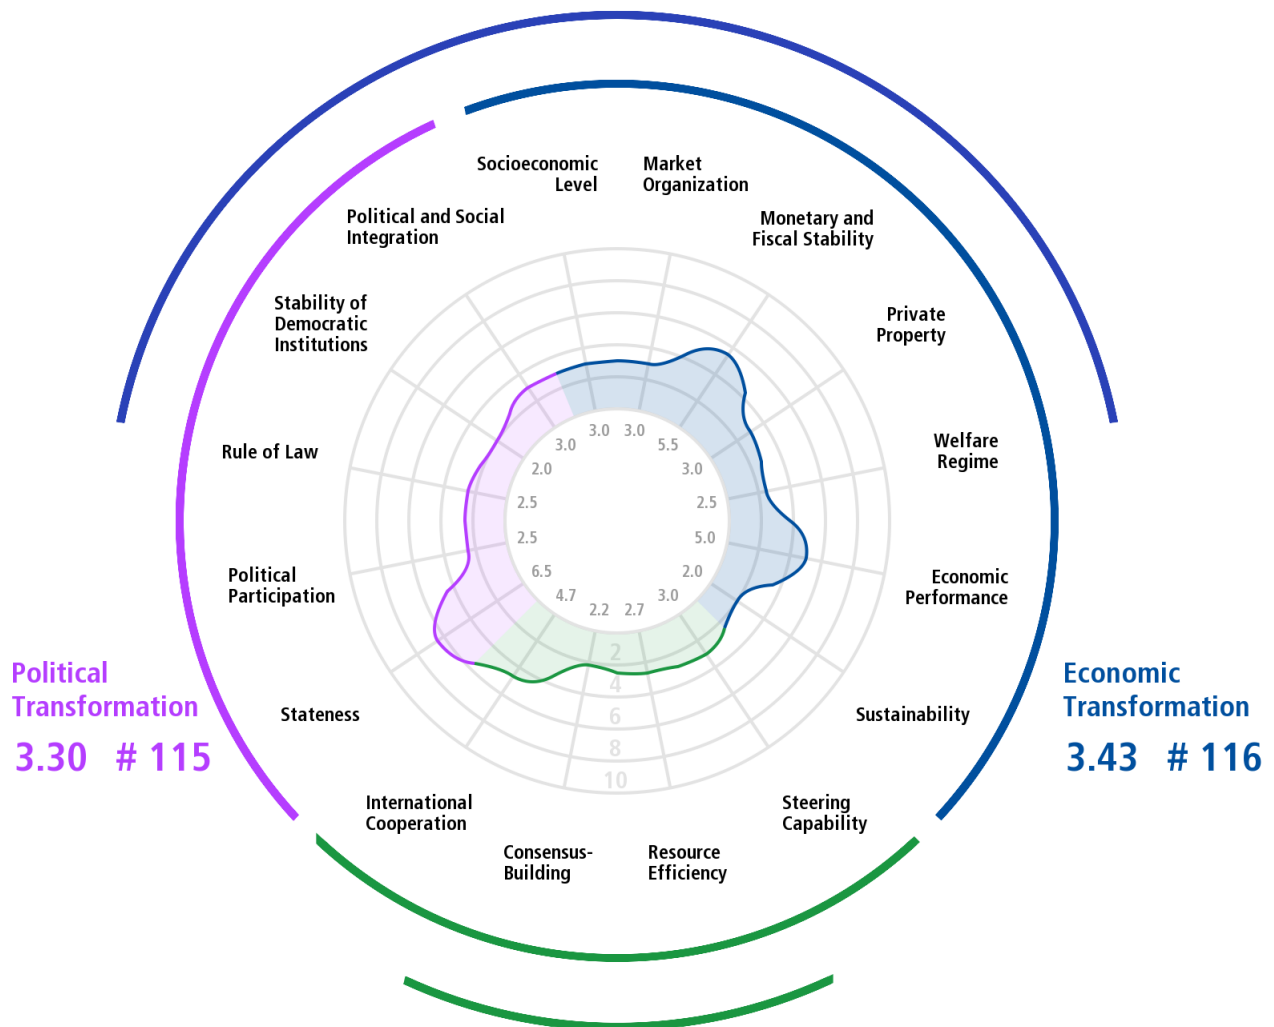 Socioeconomic
Level
Market
Organization
Political and Social
Integration
Monetary and
Fiscal Stability
Stability of
Democratic
Institutions
Private
Property
Rule of Law
Welfare
Regime
Political
Participation
Economic
Performance
Stateness
Sustainability
International
Cooperation
Steering
Capability
Consensus-
Building
Resource
Efficiency
3.0
3.0
3.0
5.5
2.0
3.0
2.5
2.5
2.5
5.0
6.5
2.0
4.7
2.2
2.7
3.0
2
4
6
8
10
Political
Transformation
3.30 # 115
Economic
Transformation
3.43 # 116